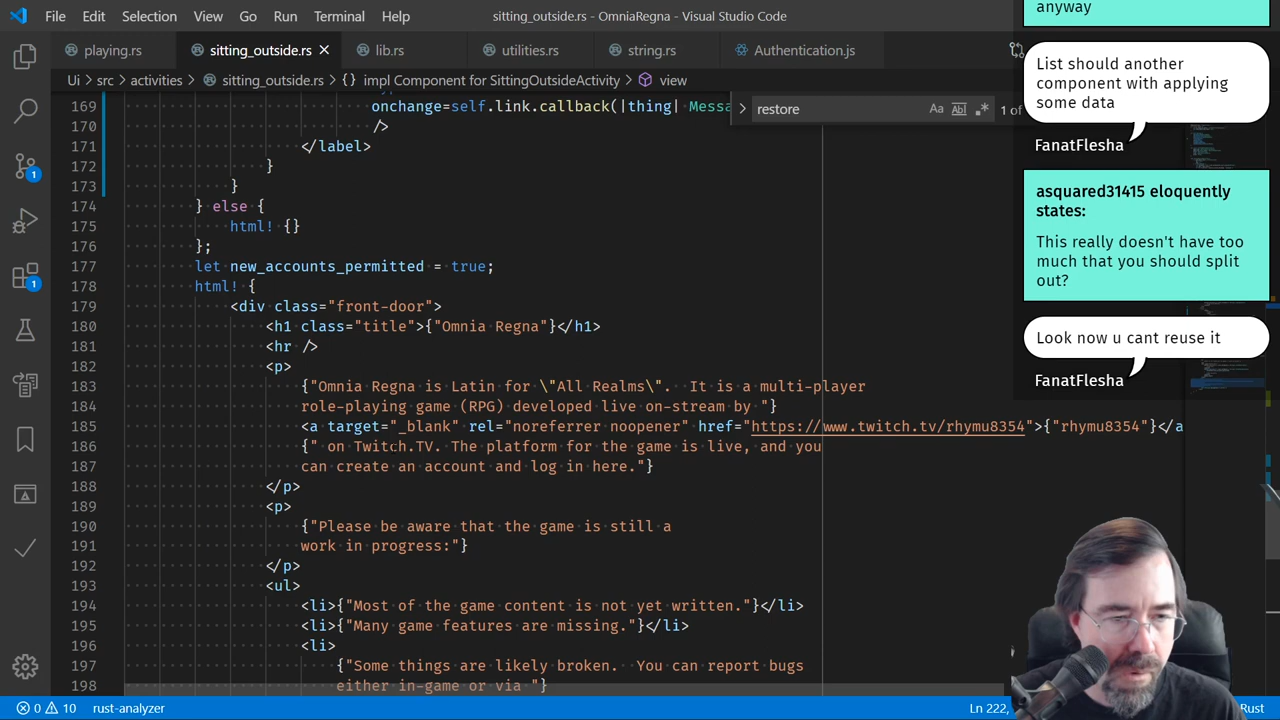 File Edit Selection View Go Run Terminal Help sitting_outside.rs - OmniaRegna - Visual Studio Code
playing.rs sitting_outside.rs lib.rs utilities.rs string.rs Authentication.js
Ui › src › activities › sitting_outside.rs › {} impl Component for SittingOutsideActivity › view
restore Aa Abl .* 1 of
169 onchange=self.link.callback(|thing| Messa
170 />
171 </label>
172 }
173 }
174 } else {
175 html! {}
176 };
177 let new_accounts_permitted = true;
178 html! {
179 <div class="front-door">
180 <h1 class="title">{"Omnia Regna"}</h1>
181 <hr />
182 <p>
183 {"Omnia Regna is Latin for \"All Realms\".  It is a multi-player
184 role-playing game (RPG) developed live on-stream by "}
185 <a target="_blank" rel="noreferrer noopener" href="https://www.twitch.tv/rhymu8354">{"rhymu8354"}</a
186 {" on Twitch.TV. The platform for the game is live, and you
187 can create an account and log in here."}
188 </p>
189 <p>
190 {"Please be aware that the game is still a
191 work in progress:"}
192 </p>
193 <ul>
194 <li>{"Most of the game content is not yet written."}</li>
195 <li>{"Many game features are missing."}</li>
196 <li>
197 {"Some things are likely broken.  You can report bugs
198 either in-game or via "}
anyway
List should another
component with applying
some data
FanatFlesha
asquared31415 eloquently
states:
This really doesn't have too
much that you should split
out?
Look now u cant reuse it
FanatFlesha
1
1
0 10 rust-analyzer Ln 222, Rust